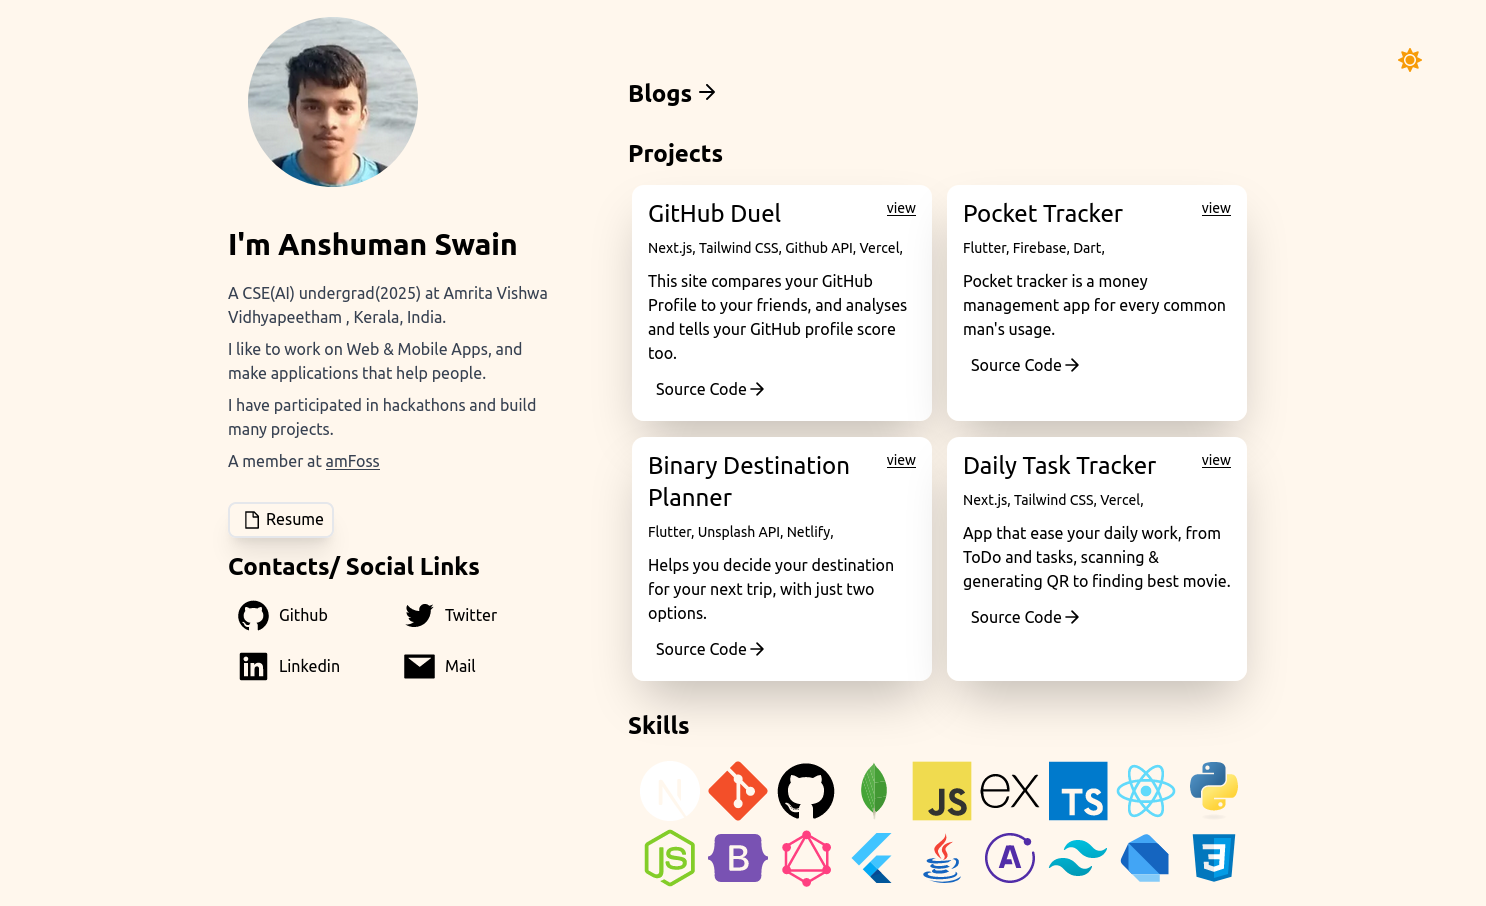 I'm Anshuman Swain
A CSE(AI) undergrad(2025) at Amrita Vishwa
Vidhyapeetham , Kerala, India.
I like to work on Web & Mobile Apps, and
make applications that help people.
I have participated in hackathons and build
many projects.
A member at amFoss
Resume
Contacts/ Social Links
Github
Twitter
Linkedin
Mail
Blogs
Projects
GitHub Duel
view
Next.js, Tailwind CSS, Github API, Vercel,
This site compares your GitHub
Profile to your friends, and analyses
and tells your GitHub profile score
too.
Source Code
Pocket Tracker
view
Flutter, Firebase, Dart,
Pocket tracker is a money
management app for every common
man's usage.
Source Code
Binary Destination
Planner
view
Flutter, Unsplash API, Netlify,
Helps you decide your destination
for your next trip, with just two
options.
Source Code
Daily Task Tracker
view
Next.js, Tailwind CSS, Vercel,
App that ease your daily work, from
ToDo and tasks, scanning &
generating QR to finding best movie.
Source Code
Skills
N
JS
ex
TS
JS
B
A
3